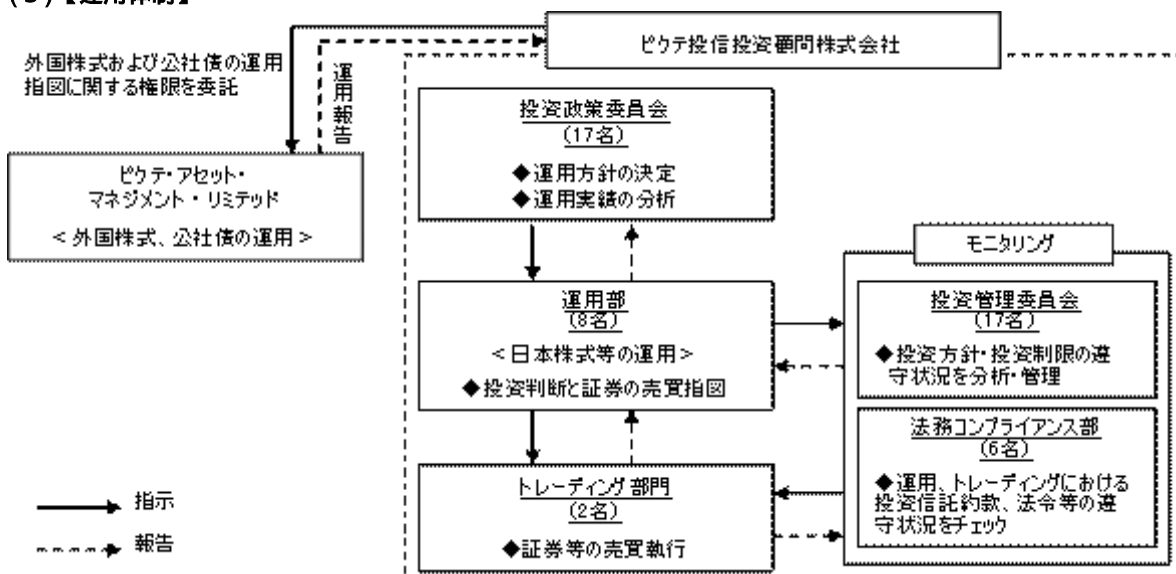 (3)【運用体制】
ピクテ投信投資顧問株式会社
外国株式および公社債の運用
指図に関する権限を委託
運用報告
ピクテ・アセット・
マネジメント・リミテッド
＜外国株式、公社債の運用＞
投資政策委員会
(17名)
◆運用方針の決定
◆運用実績の分析
運用部
(8名)
＜日本株式等の運用＞
◆投資判断と証券の売買指図
トレーディング部門
(2名)
◆証券等の売買執行
モニタリング
投資管理委員会
(17名)
◆投資方針・投資制限の遵
守状況を分析・管理
法務コンプライアンス部
(6名)
◆運用、トレーディングにおける
投資信託約款、法令等の遵
守状況をチェック
指示
報告